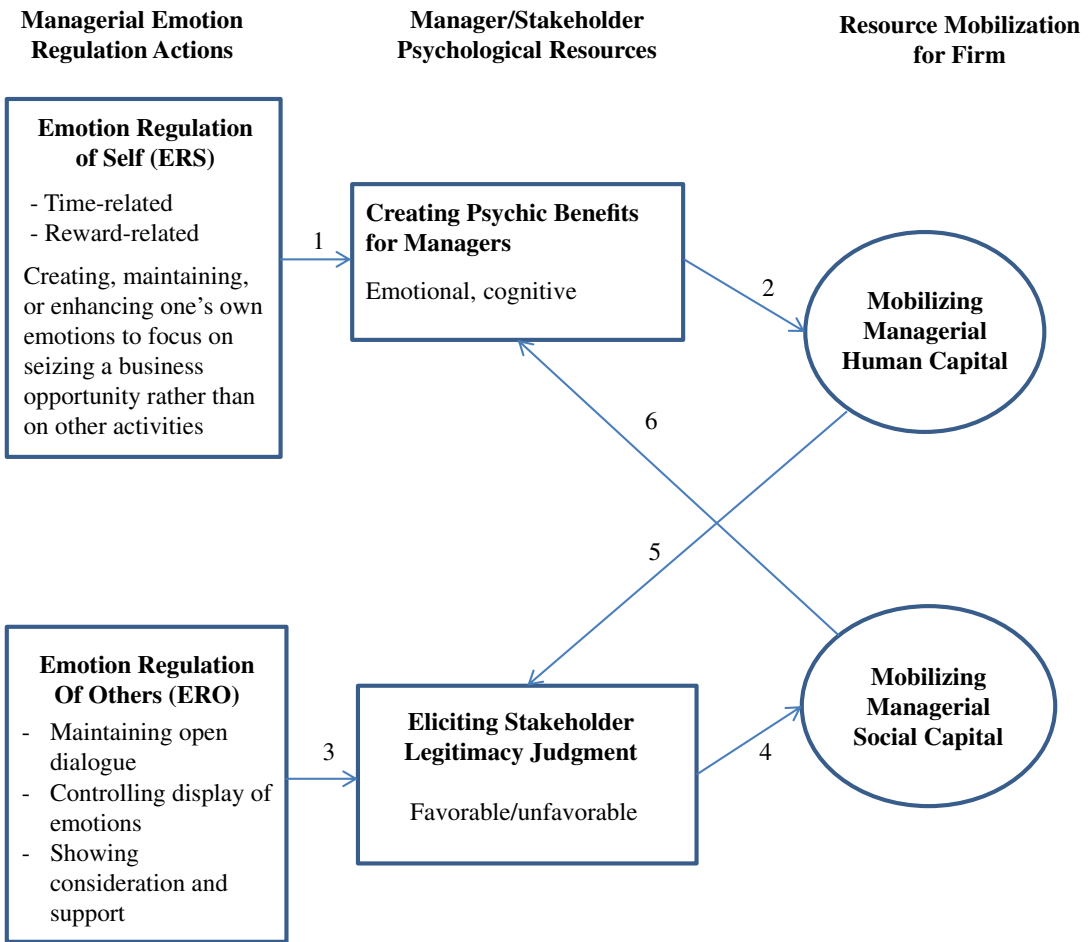 Managerial Emotion
Regulation Actions
Manager/Stakeholder
Psychological Resources
Resource Mobilization
for Firm
Emotion Regulation
of Self (ERS)
- Time-related
- Reward-related
Creating, maintaining,
or enhancing one’s own
emotions to focus on
seizing a business
opportunity rather than
on other activities
1
Creating Psychic Benefits
for Managers
Emotional, cognitive
2
Mobilizing
Managerial
Human Capital
6
5
Emotion Regulation
Of Others (ERO)
- Maintaining open
dialogue
- Controlling display of
emotions
- Showing
consideration and
support
3
Eliciting Stakeholder
Legitimacy Judgment
Favorable/unfavorable
4
Mobilizing
Managerial
Social Capital